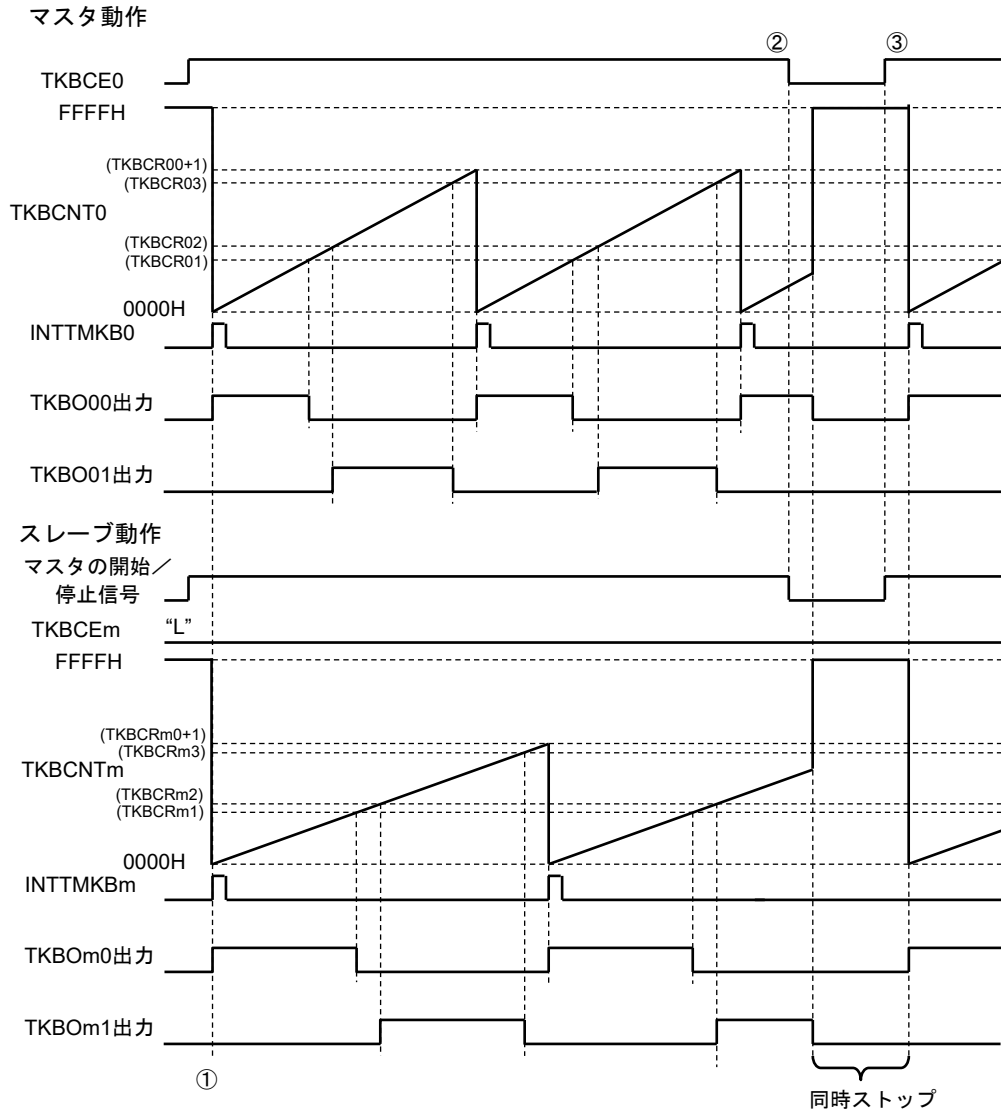 マスタ動作
② ③
TKBCE0
FFFFH
(TKBCR00+1)
(TKBCR03)
TKBCNT0
(TKBCR02)
(TKBCR01)
0000H
INTTMKB0
TKBO00出力
TKBO01出力
スレーブ動作
マスタの開始／
停止信号
TKBCEm “L”
FFFFH
(TKBCRm0+1)
(TKBCRm3)
TKBCNTm
(TKBCRm2)
(TKBCRm1)
0000H
INTTMKBm
TKBOm0出力
TKBOm1出力
①
同時ストップ